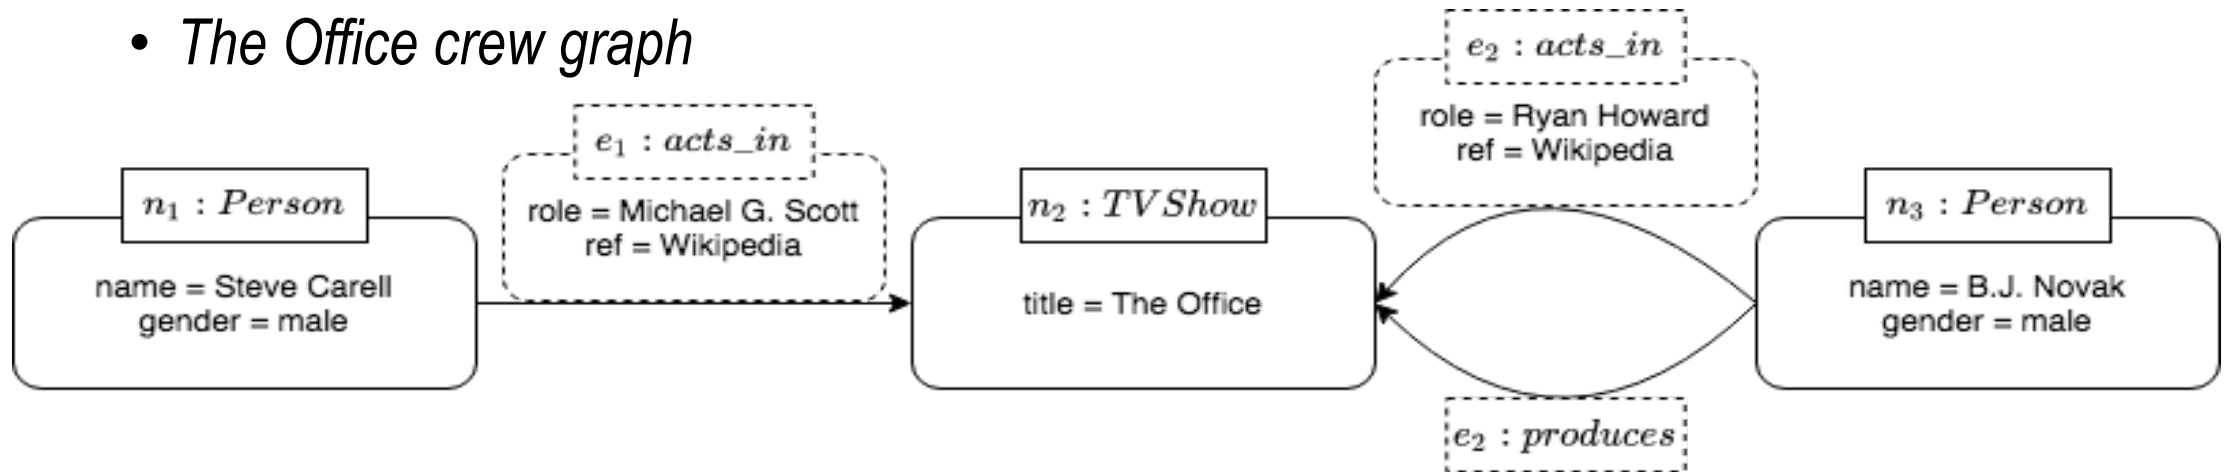 • The Office crew graph
e₂ : acts_in
role = Ryan Howard
ref = Wikipedia
e₁ : acts_in
role = Michael G. Scott
ref = Wikipedia
n₁ : Person
name = Steve Carell
gender = male
n₂ : TVShow
title = The Office
n₃ : Person
name = B.J. Novak
gender = male
e₂ : produces